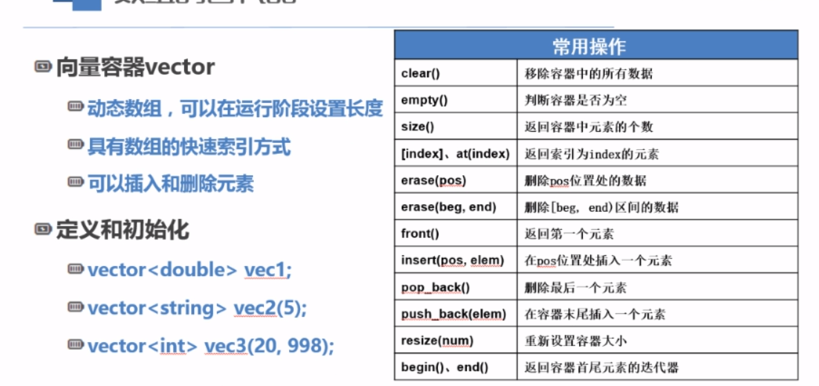 向量容器vector
动态数组，可以在运行阶段设置长度
具有数组的快速索引方式
可以插入和删除元素
定义和初始化
vector<double> vec1;
vector<string> vec2(5);
vector<int> vec3(20, 998);
常用操作
clear() 移除容器中的所有数据
empty() 判断容器是否为空
size() 返回容器中元素的个数
[index]、at(index) 返回索引为index的元素
erase(pos) 删除pos位置处的数据
erase(beg, end) 删除[beg, end)区间的数据
front() 返回第一个元素
insert(pos, elem) 在pos位置处插入一个元素
pop_back() 删除最后一个元素
push_back(elem) 在容器末尾插入一个元素
resize(num) 重新设置容器大小
begin()、end() 返回容器首尾元素的迭代器